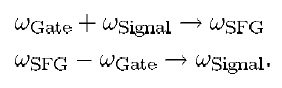 ω_Gate + ω_Signal → ω_SFG
ω_SFG − ω_Gate → ω_Signal.